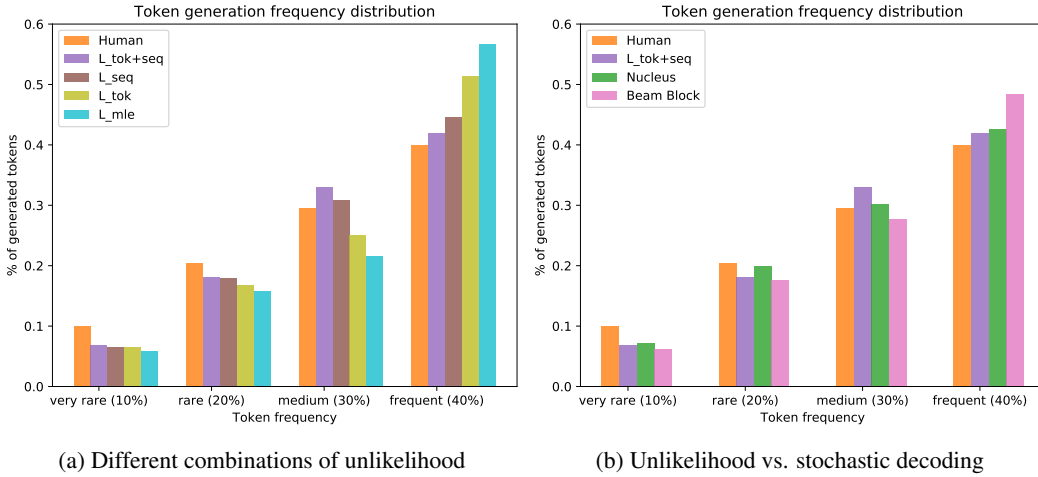 Token generation frequency distribution
0.6
0.5
0.4
0.3
0.2
0.1
0.0
% of generated tokens
Human
L_tok+seq
L_seq
L_tok
L_mle
very rare (10%) rare (20%) medium (30%) frequent (40%)
Token frequency
(a) Different combinations of unlikelihood
Token generation frequency distribution
0.6
0.5
0.4
0.3
0.2
0.1
0.0
% of generated tokens
Human
L_tok+seq
Nucleus
Beam Block
very rare (10%) rare (20%) medium (30%) frequent (40%)
Token frequency
(b) Unlikelihood vs. stochastic decoding